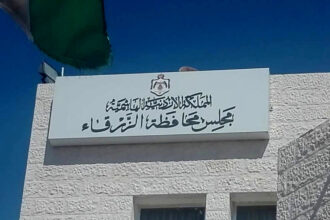 المملكة الأردنية الهاشمية
مجلس محافظة الزرقاء